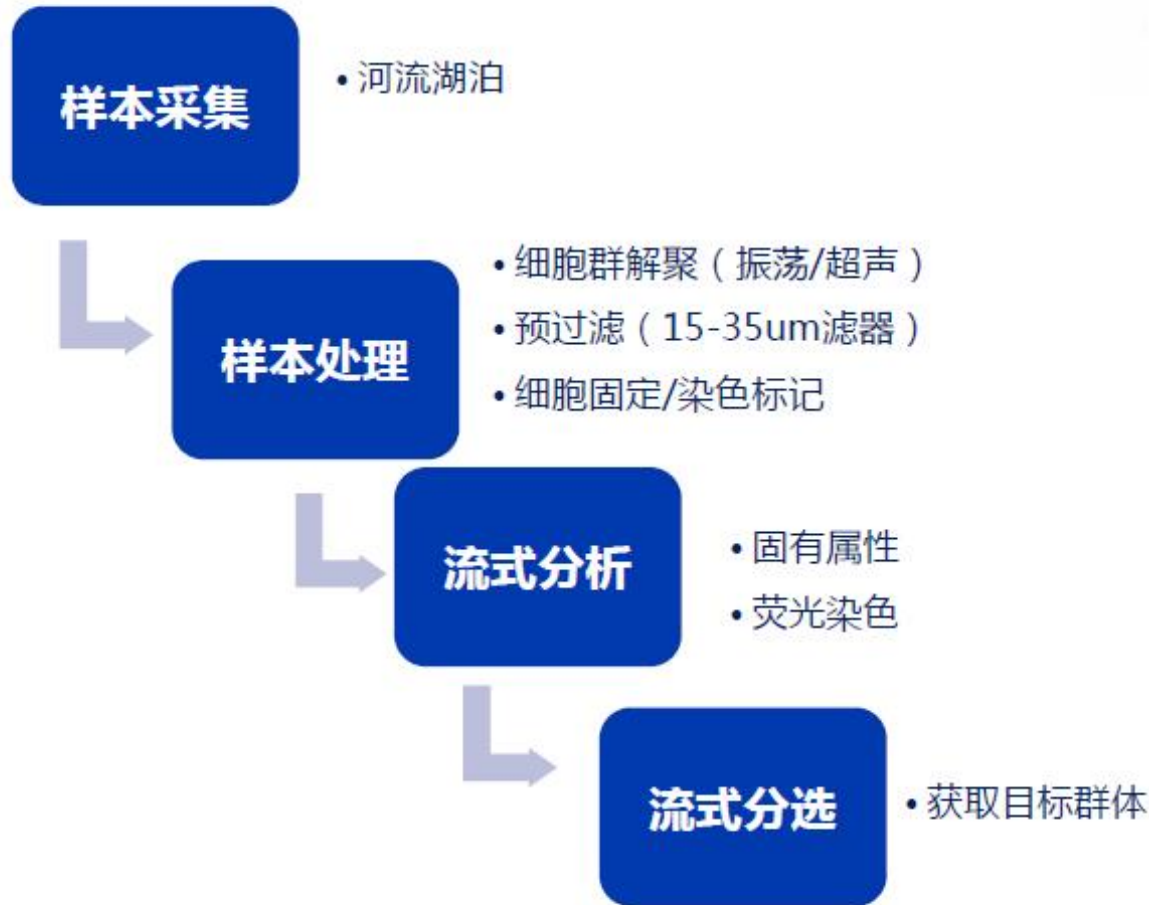 样本采集
• 河流湖泊
样本处理
• 细胞群解聚（振荡/超声）
• 预过滤（15-35um滤器）
• 细胞固定/染色标记
流式分析
• 固有属性
• 荧光染色
流式分选
• 获取目标群体